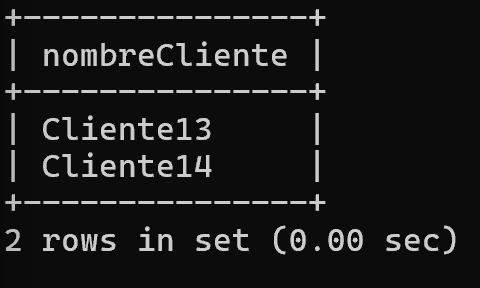 +---------------+
| nombreCliente |
+---------------+
| Cliente13     |
| Cliente14     |
+---------------+
2 rows in set (0.00 sec)